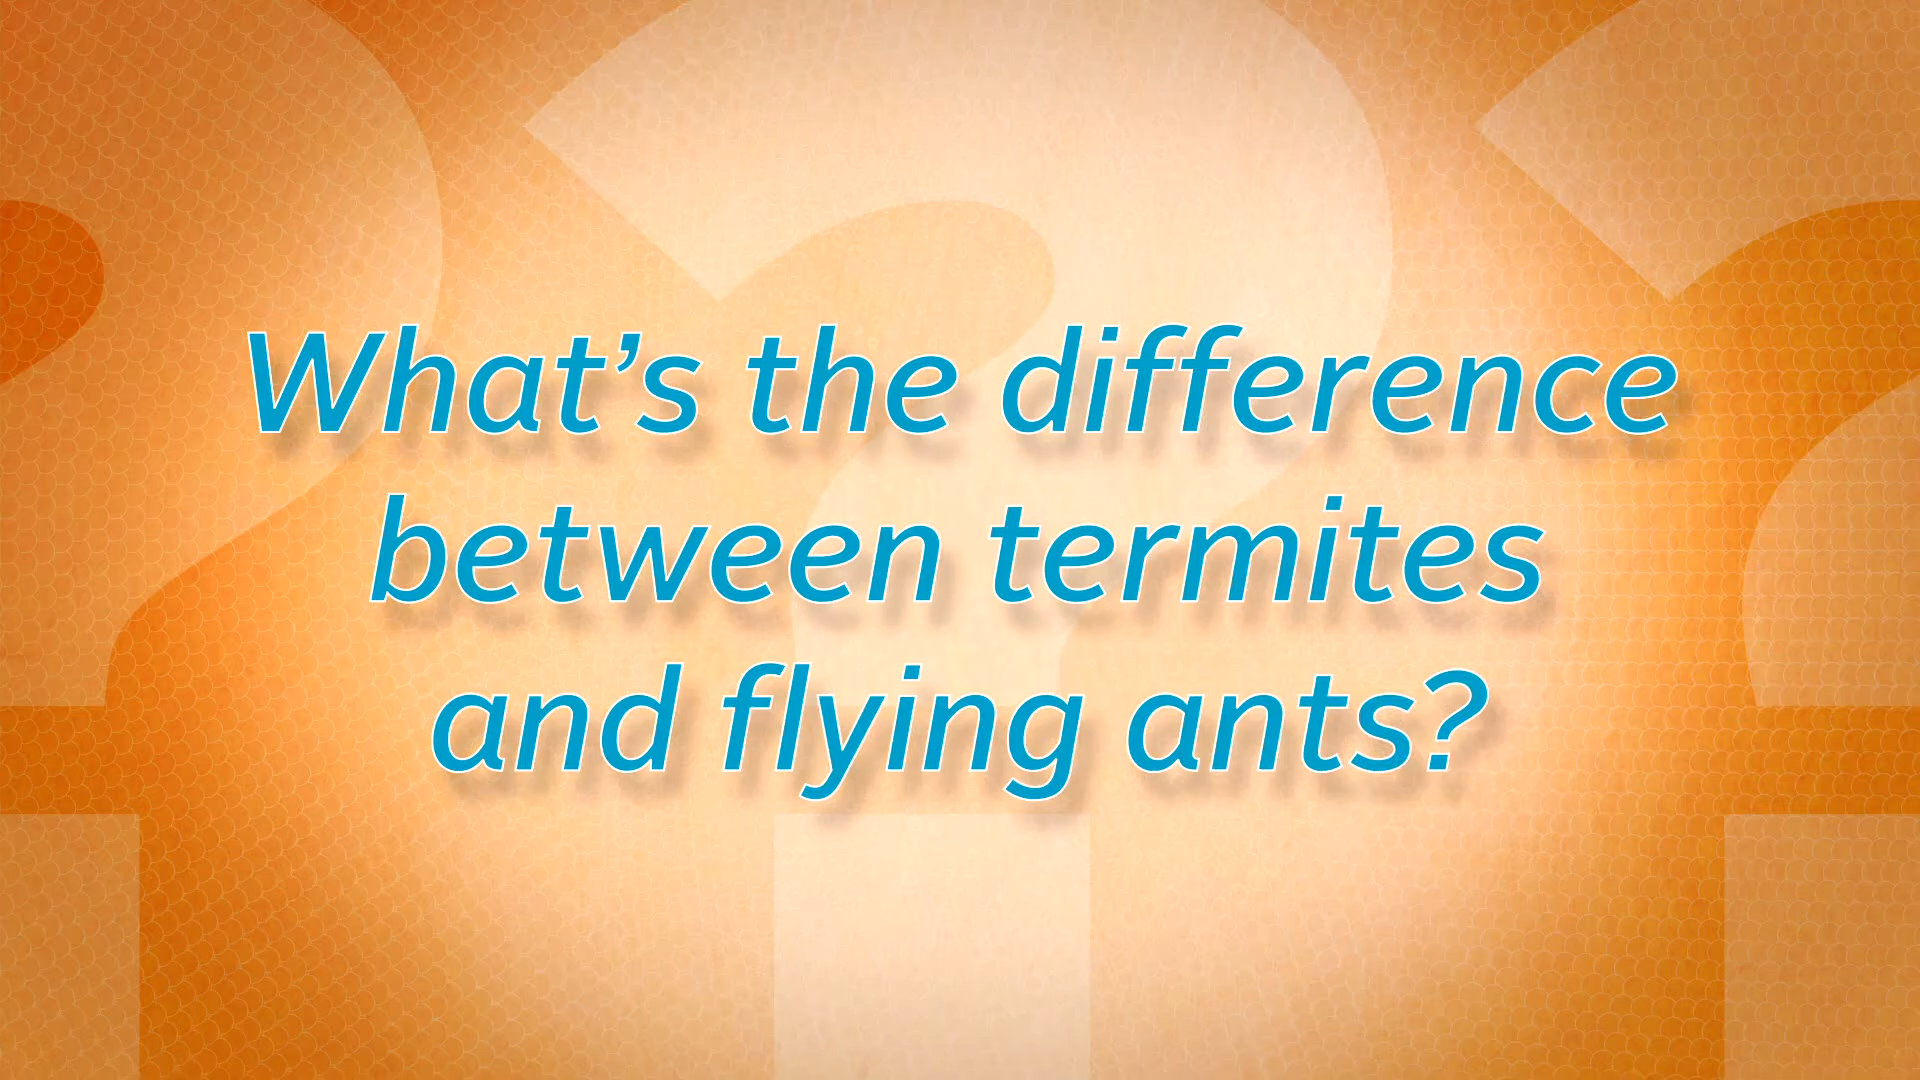 What’s the difference
between termites
and flying ants?